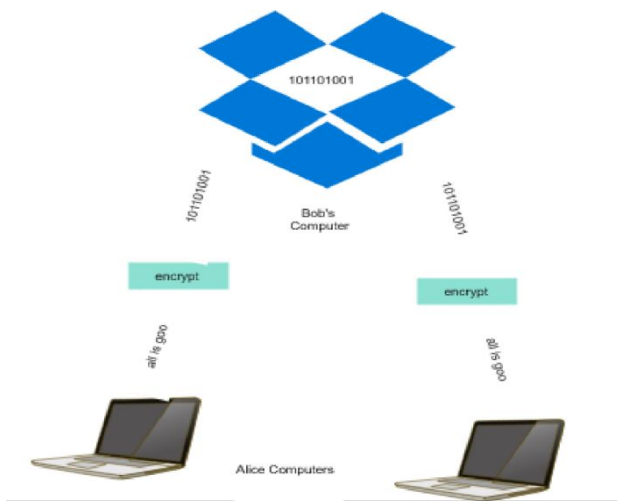 101101001
101101001
101101001
Bob's
Computer
encrypt
encrypt
all is goo
all is goo
Alice Computers